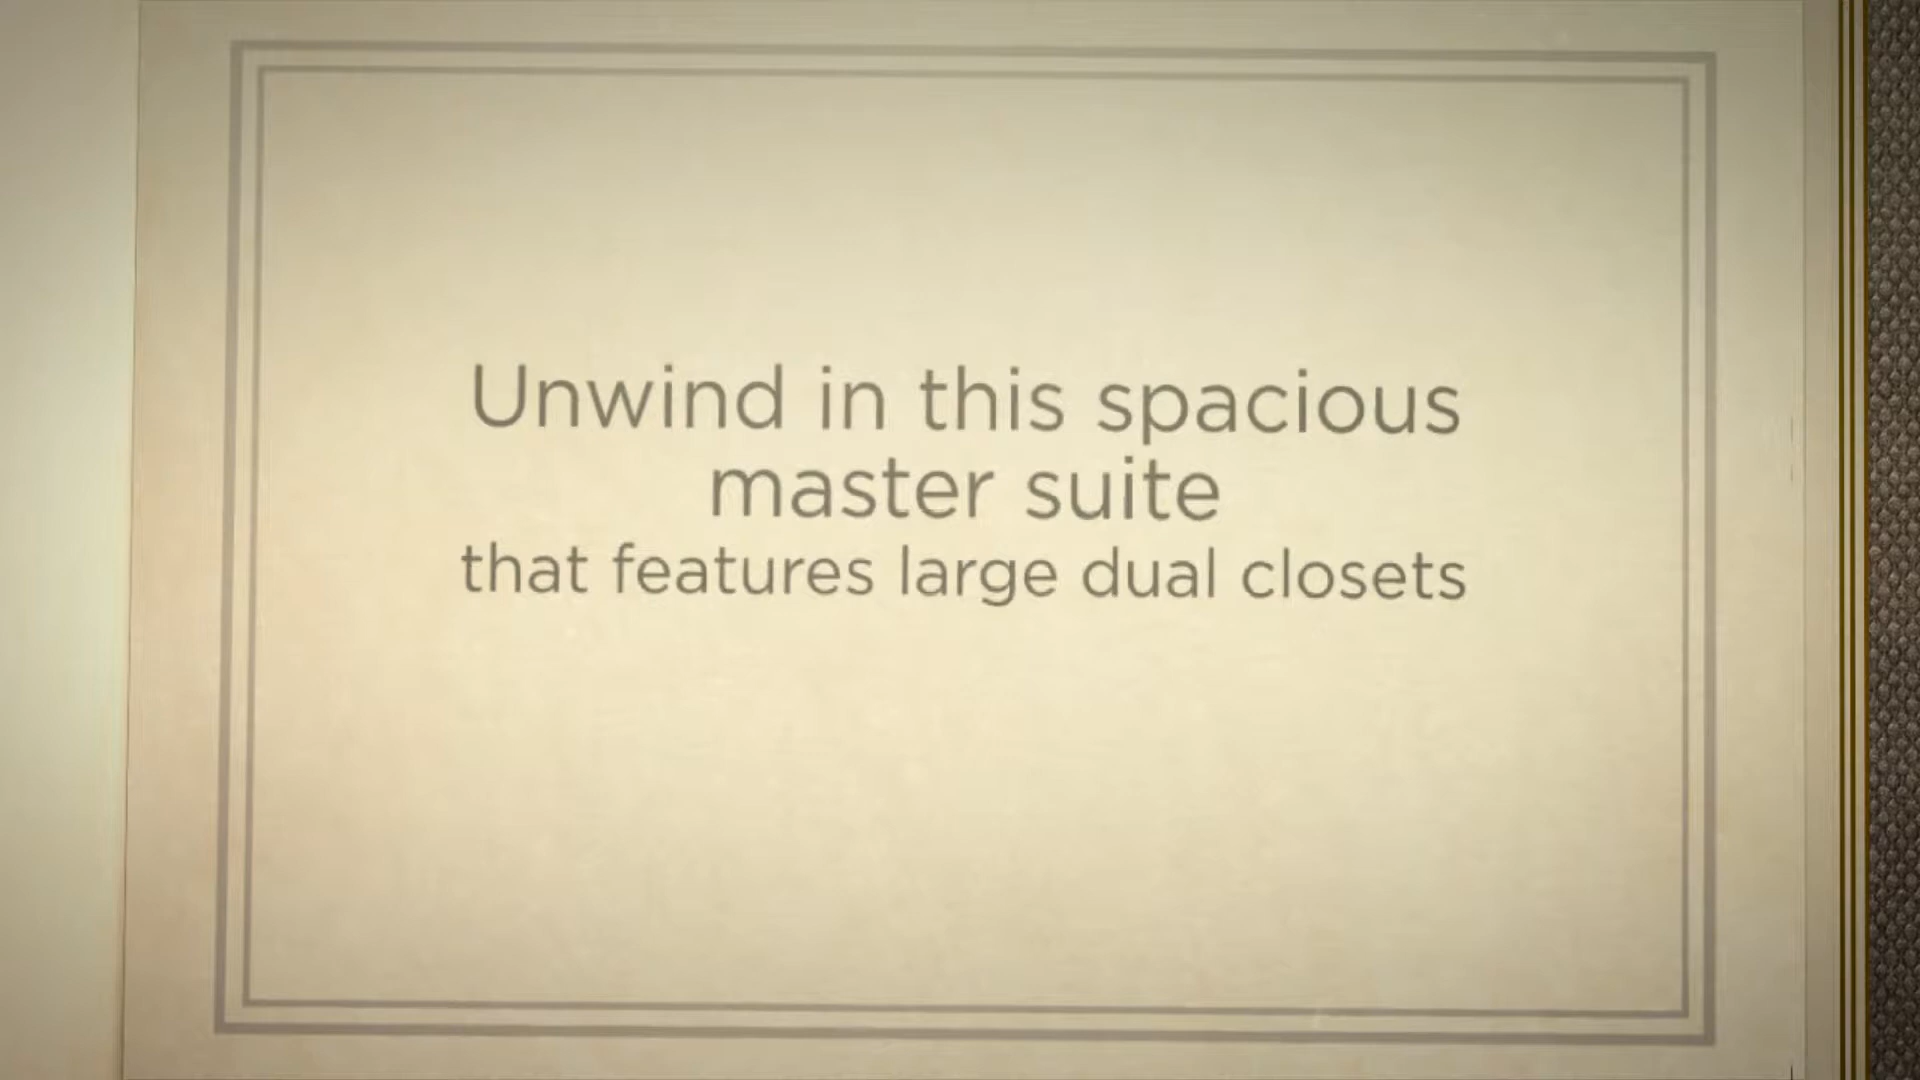 Unwind in this spacious
master suite
that features large dual closets